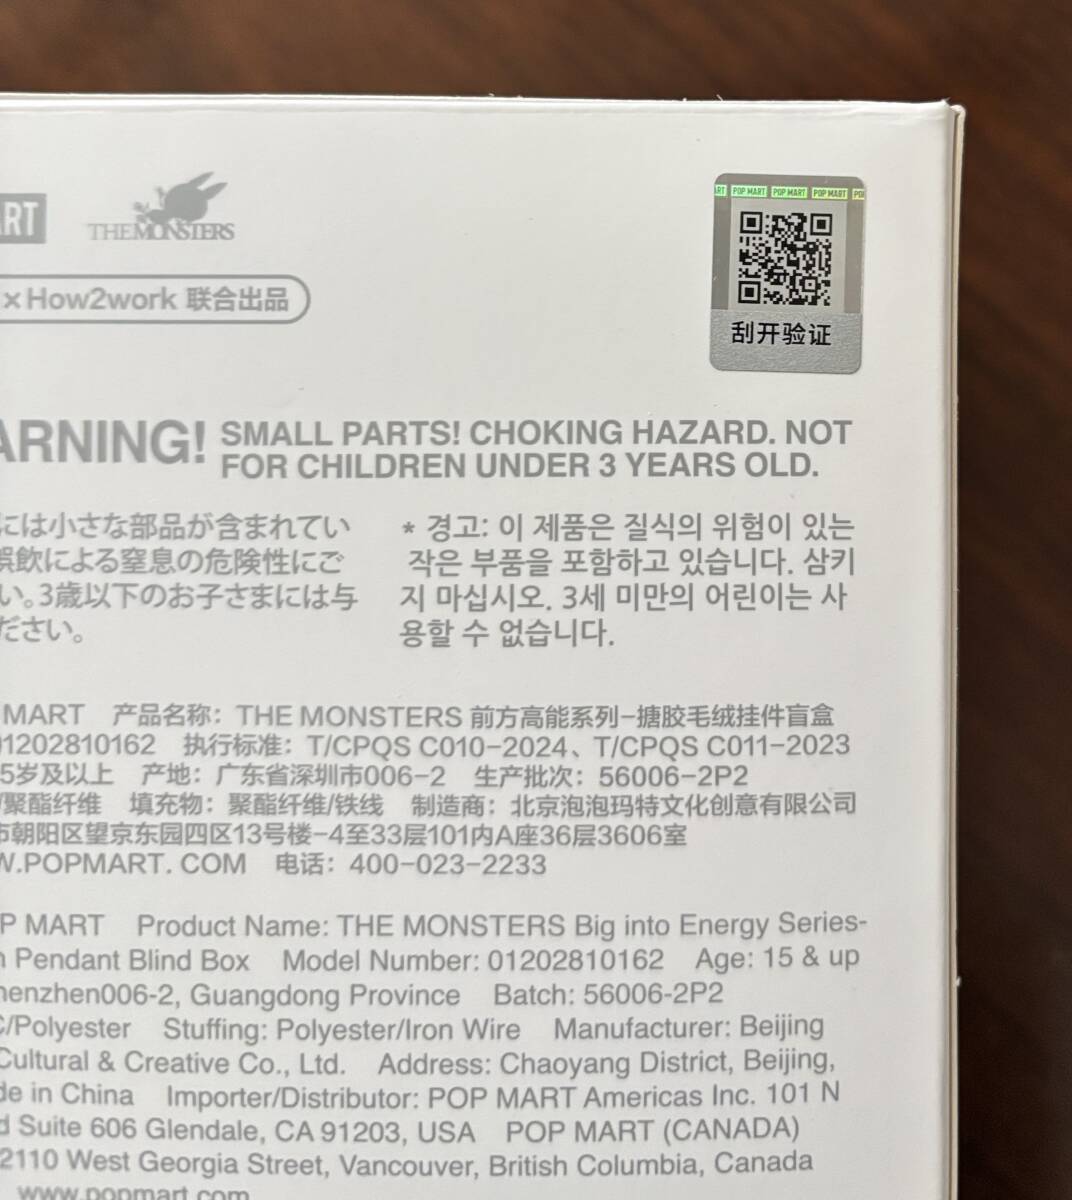 ART
THE MONSTERS
POP MART POP MART POP MART
刮开验证
×How2work 联合出品
ARNING! SMALL PARTS! CHOKING HAZARD. NOT
FOR CHILDREN UNDER 3 YEARS OLD.
には小さな部品が含まれてい
誤飲による窒息の危険性にご
い。3歳以下のお子さまには与
ださい。
* 경고: 이 제품은 질식의 위험이 있는
작은 부품을 포함하고 있습니다. 삼키
지 마십시오. 3세 미만의 어린이는 사
용할 수 없습니다.
MART 产品名称: THE MONSTERS 前方高能系列-搪胶毛绒挂件盲盒
01202810162 执行标准: T/CPQS C010-2024、T/CPQS C011-2023
5岁及以上 产地: 广东省深圳市006-2 生产批次: 56006-2P2
/聚酯纤维 填充物: 聚酯纤维/铁线 制造商: 北京泡泡玛特文化创意有限公司
市朝阳区望京东园四区13号楼-4至33层101内A座36层3606室
W.POPMART. COM 电话: 400-023-2233
OP MART Product Name: THE MONSTERS Big into Energy Series-
h Pendant Blind Box Model Number: 01202810162 Age: 15 & up
henzhen006-2, Guangdong Province Batch: 56006-2P2
C/Polyester Stuffing: Polyester/Iron Wire Manufacturer: Beijing
Cultural & Creative Co., Ltd. Address: Chaoyang District, Beijing,
de in China Importer/Distributor: POP MART Americas Inc. 101 N
d Suite 606 Glendale, CA 91203, USA POP MART (CANADA)
2110 West Georgia Street, Vancouver, British Columbia, Canada
www.popmart.com